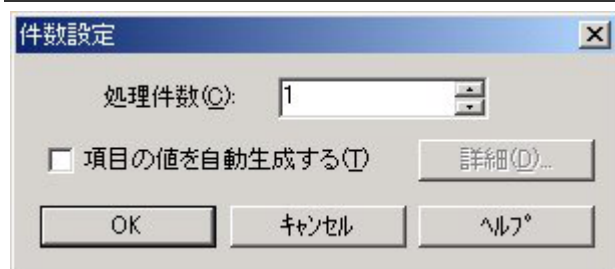 件数設定
処理件数(C): 1
項目の値を自動生成する(T) 詳細(D)...
OK ｷｬﾝｾﾙ ﾍﾙﾌﾟ